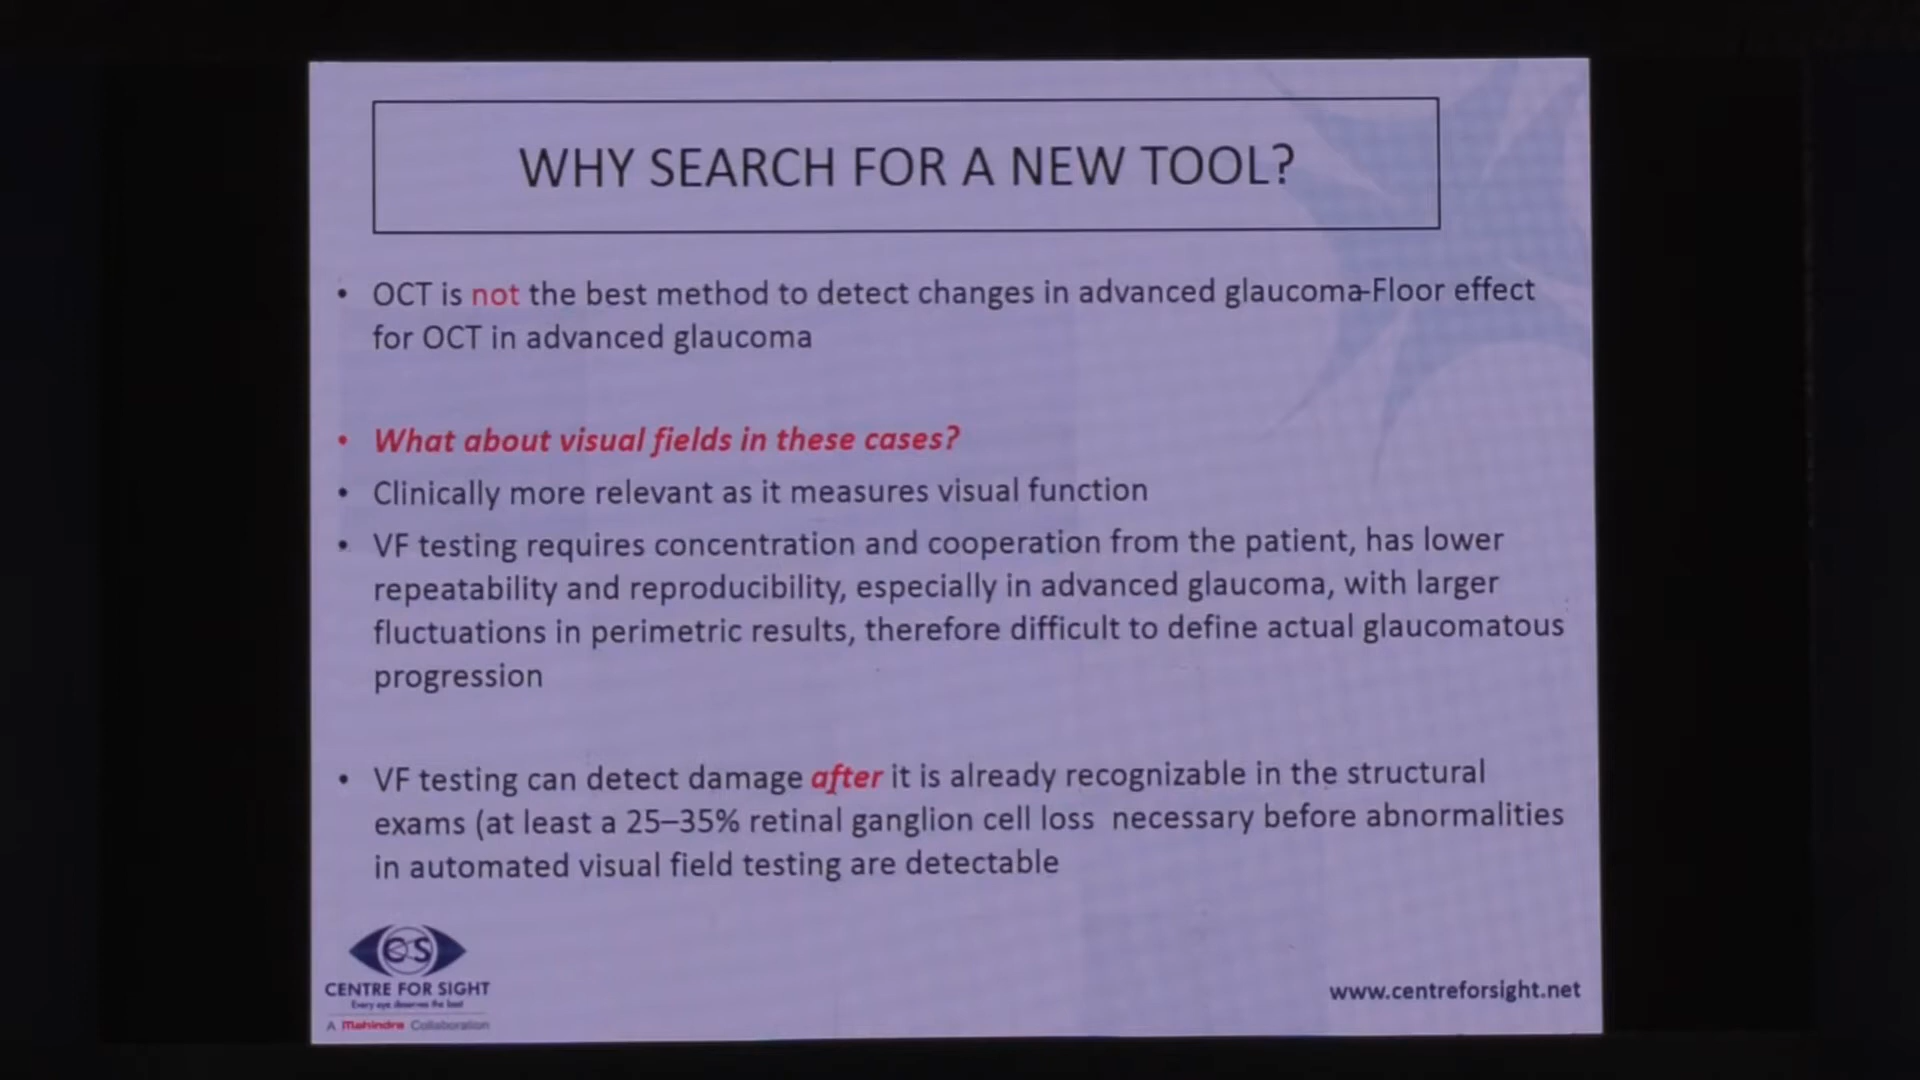 WHY SEARCH FOR A NEW TOOL?
• OCT is not the best method to detect changes in advanced glaucoma-Floor effect
for OCT in advanced glaucoma
• What about visual fields in these cases?
• Clinically more relevant as it measures visual function
• VF testing requires concentration and cooperation from the patient, has lower
repeatability and reproducibility, especially in advanced glaucoma, with larger
fluctuations in perimetric results, therefore difficult to define actual glaucomatous
progression
• VF testing can detect damage after it is already recognizable in the structural
exams (at least a 25–35% retinal ganglion cell loss necessary before abnormalities
in automated visual field testing are detectable
CS
CENTRE FOR SIGHT
Every eye deserves the best
A Mahindra Collaboration
www.centreforsight.net